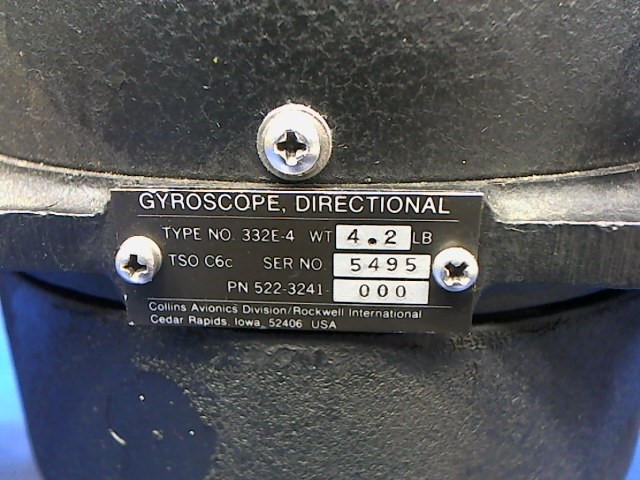 GYROSCOPE, DIRECTIONAL
TYPE NO. 332E-4 WT 4.2 LB
TSO C6c SER NO 5495
PN 522-3241- 000
Collins Avionics Division/Rockwell International
Cedar Rapids, Iowa, 52406 USA